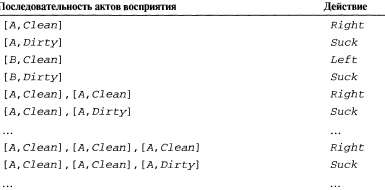 Последовательность актов восприятия Действие
[A,Clean] Right
[A,Dirty] Suck
[B,Clean] Left
[B,Dirty] Suck
[A,Clean],[A,Clean] Right
[A,Clean],[A,Dirty] Suck
... ...
[A,Clean],[A,Clean],[A,Clean] Right
[A,Clean],[A,Clean],[A,Dirty] Suck
... ...